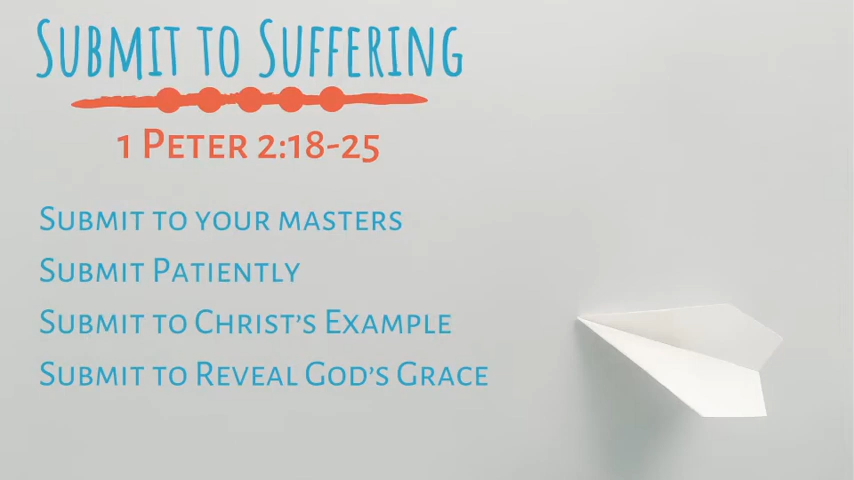 Submit to Suffering
1 Peter 2:18-25
Submit to your masters
Submit Patiently
Submit to Christ's Example
Submit to Reveal God's Grace